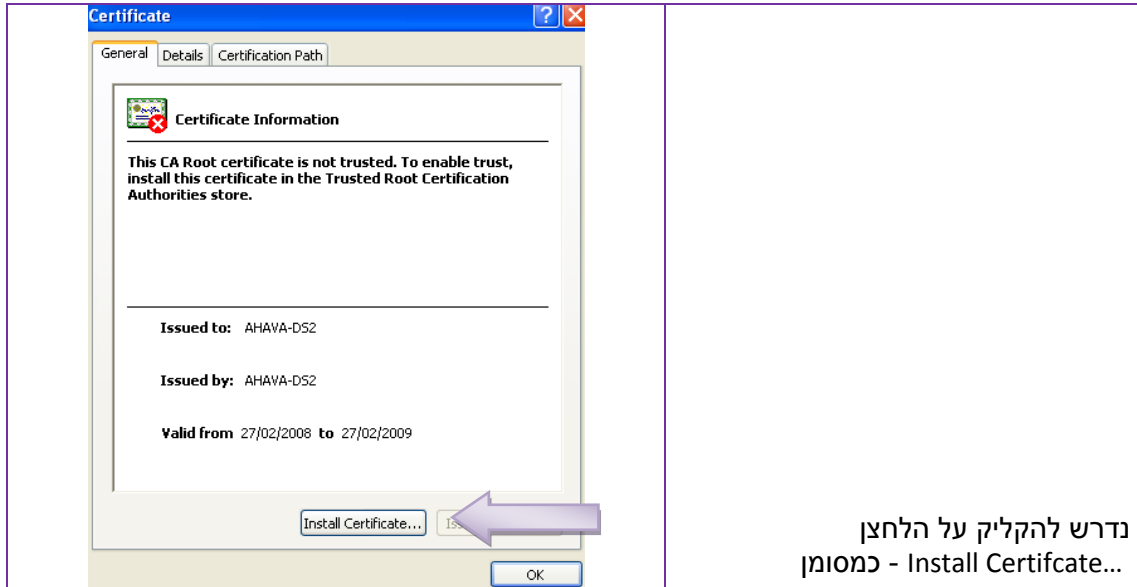 Certificate
General Details Certification Path
Certificate Information
This CA Root certificate is not trusted. To enable trust,
install this certificate in the Trusted Root Certification
Authorities store.
Issued to: AHAVA-DS2
Issued by: AHAVA-DS2
Valid from 27/02/2008 to 27/02/2009
Install Certificate...
OK
נדרש להקליק על הלחצן
Install Certifcate... - כמסומן